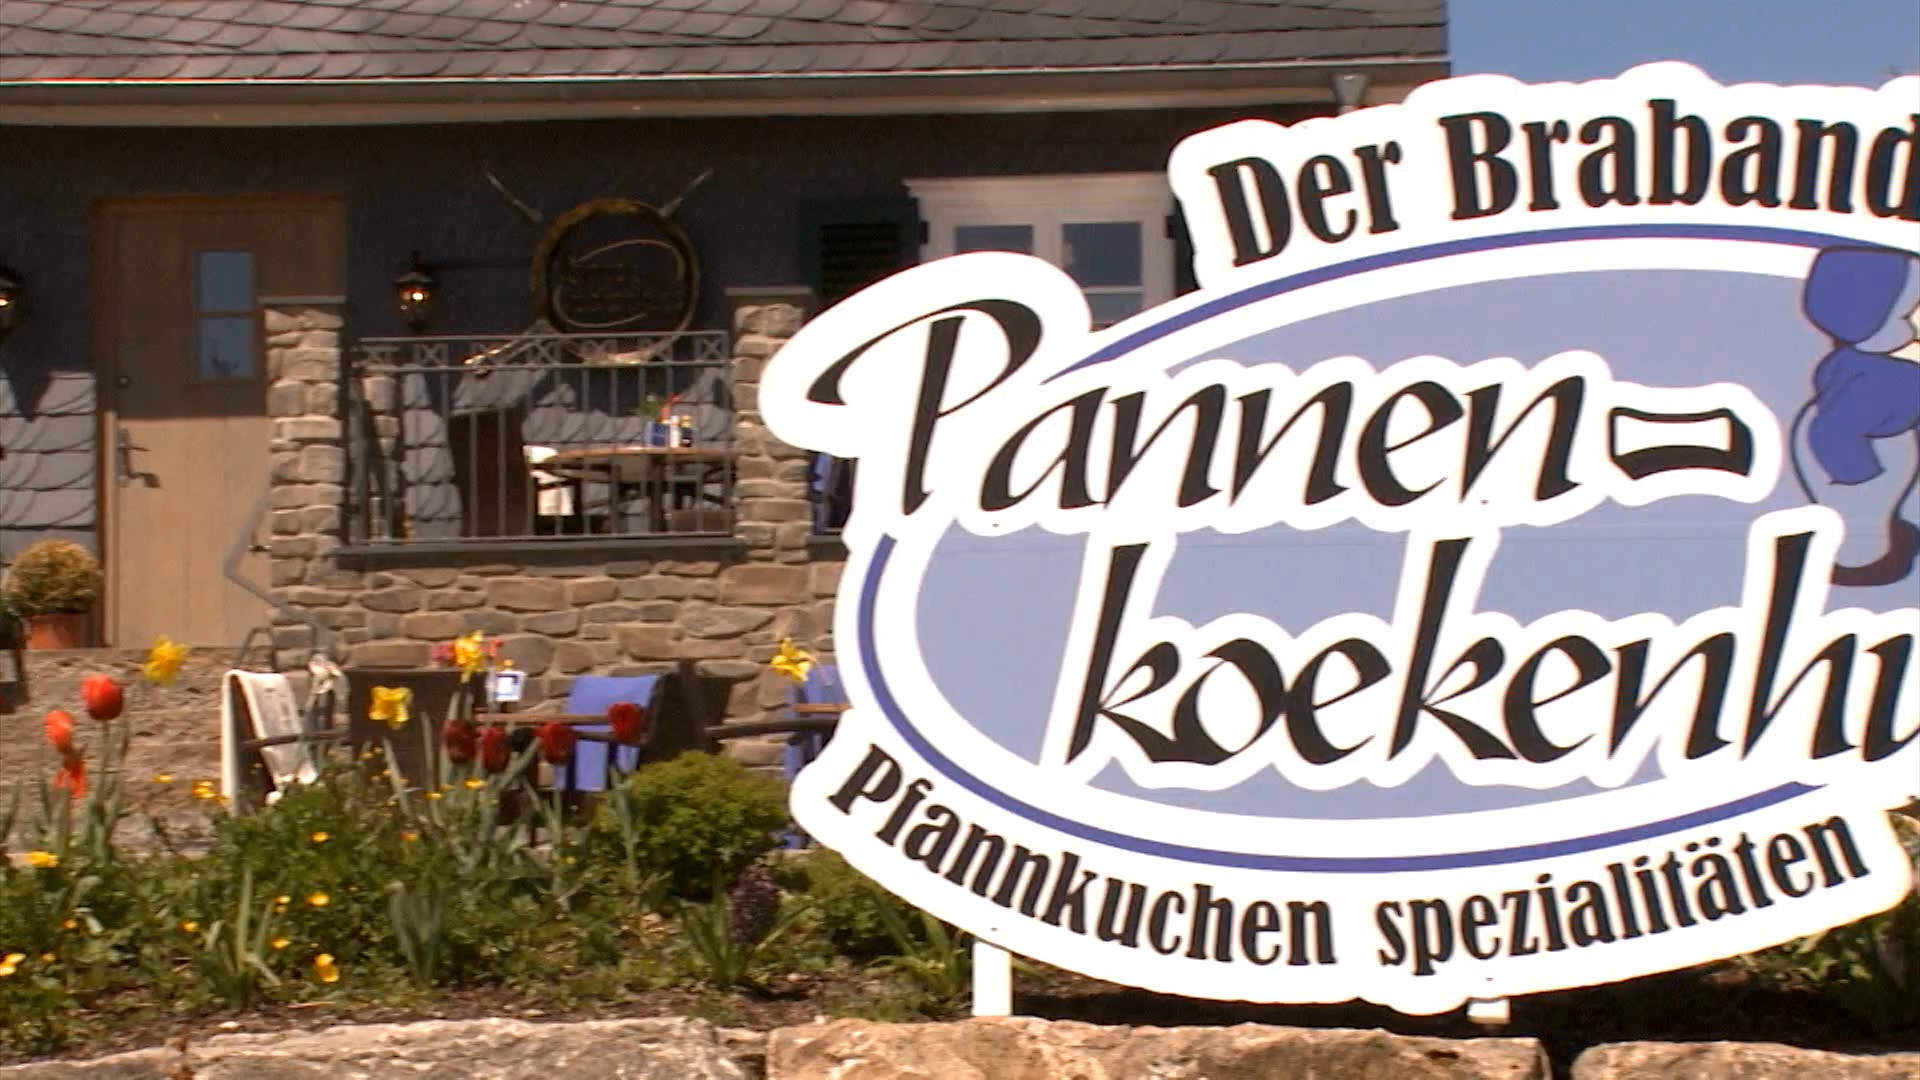 Der Braband
Pannen-
koekenhu
Pfannkuchen spezialitäten